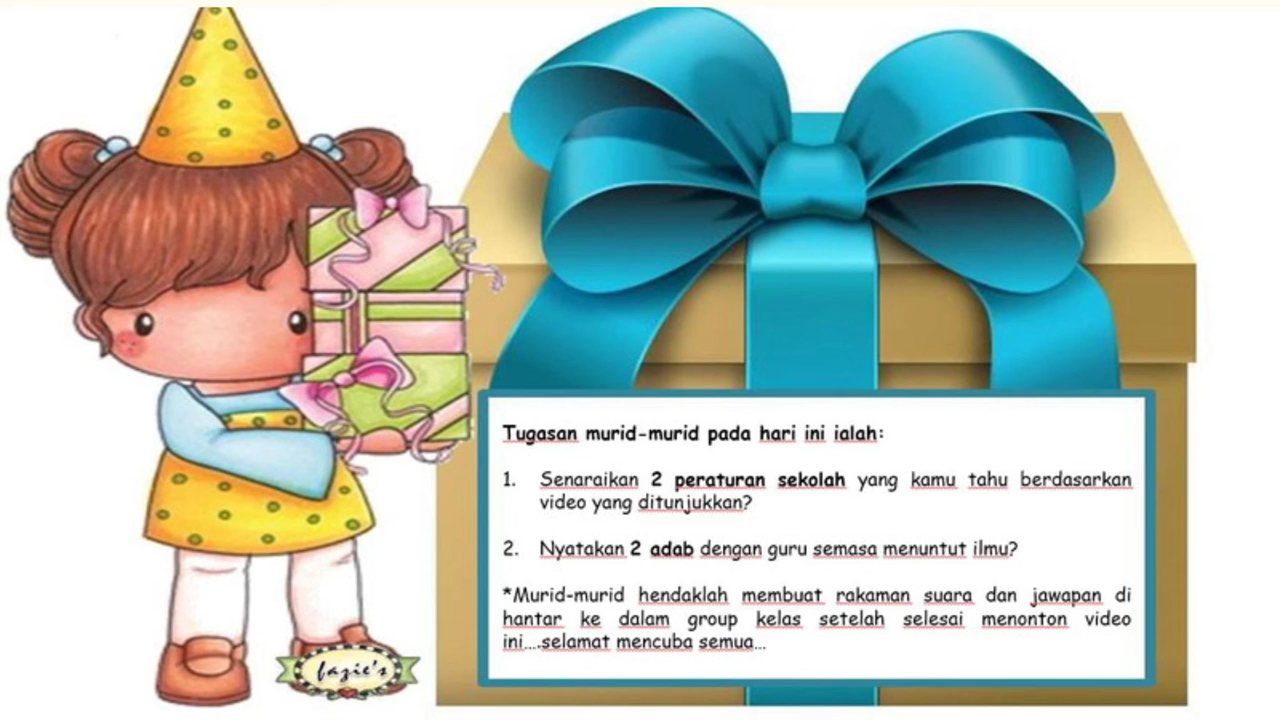 Tugasan murid-murid pada hari ini ialah:
1. Senaraikan 2 peraturan sekolah yang kamu tahu berdasarkan
video yang ditunjukkan?
2. Nyatakan 2 adab dengan guru semasa menuntut ilmu?
*Murid-murid hendaklah membuat rakaman suara dan jawapan di
hantar ke dalam group kelas setelah selesai menonton video
ini....selamat mencuba semua...
fazie's